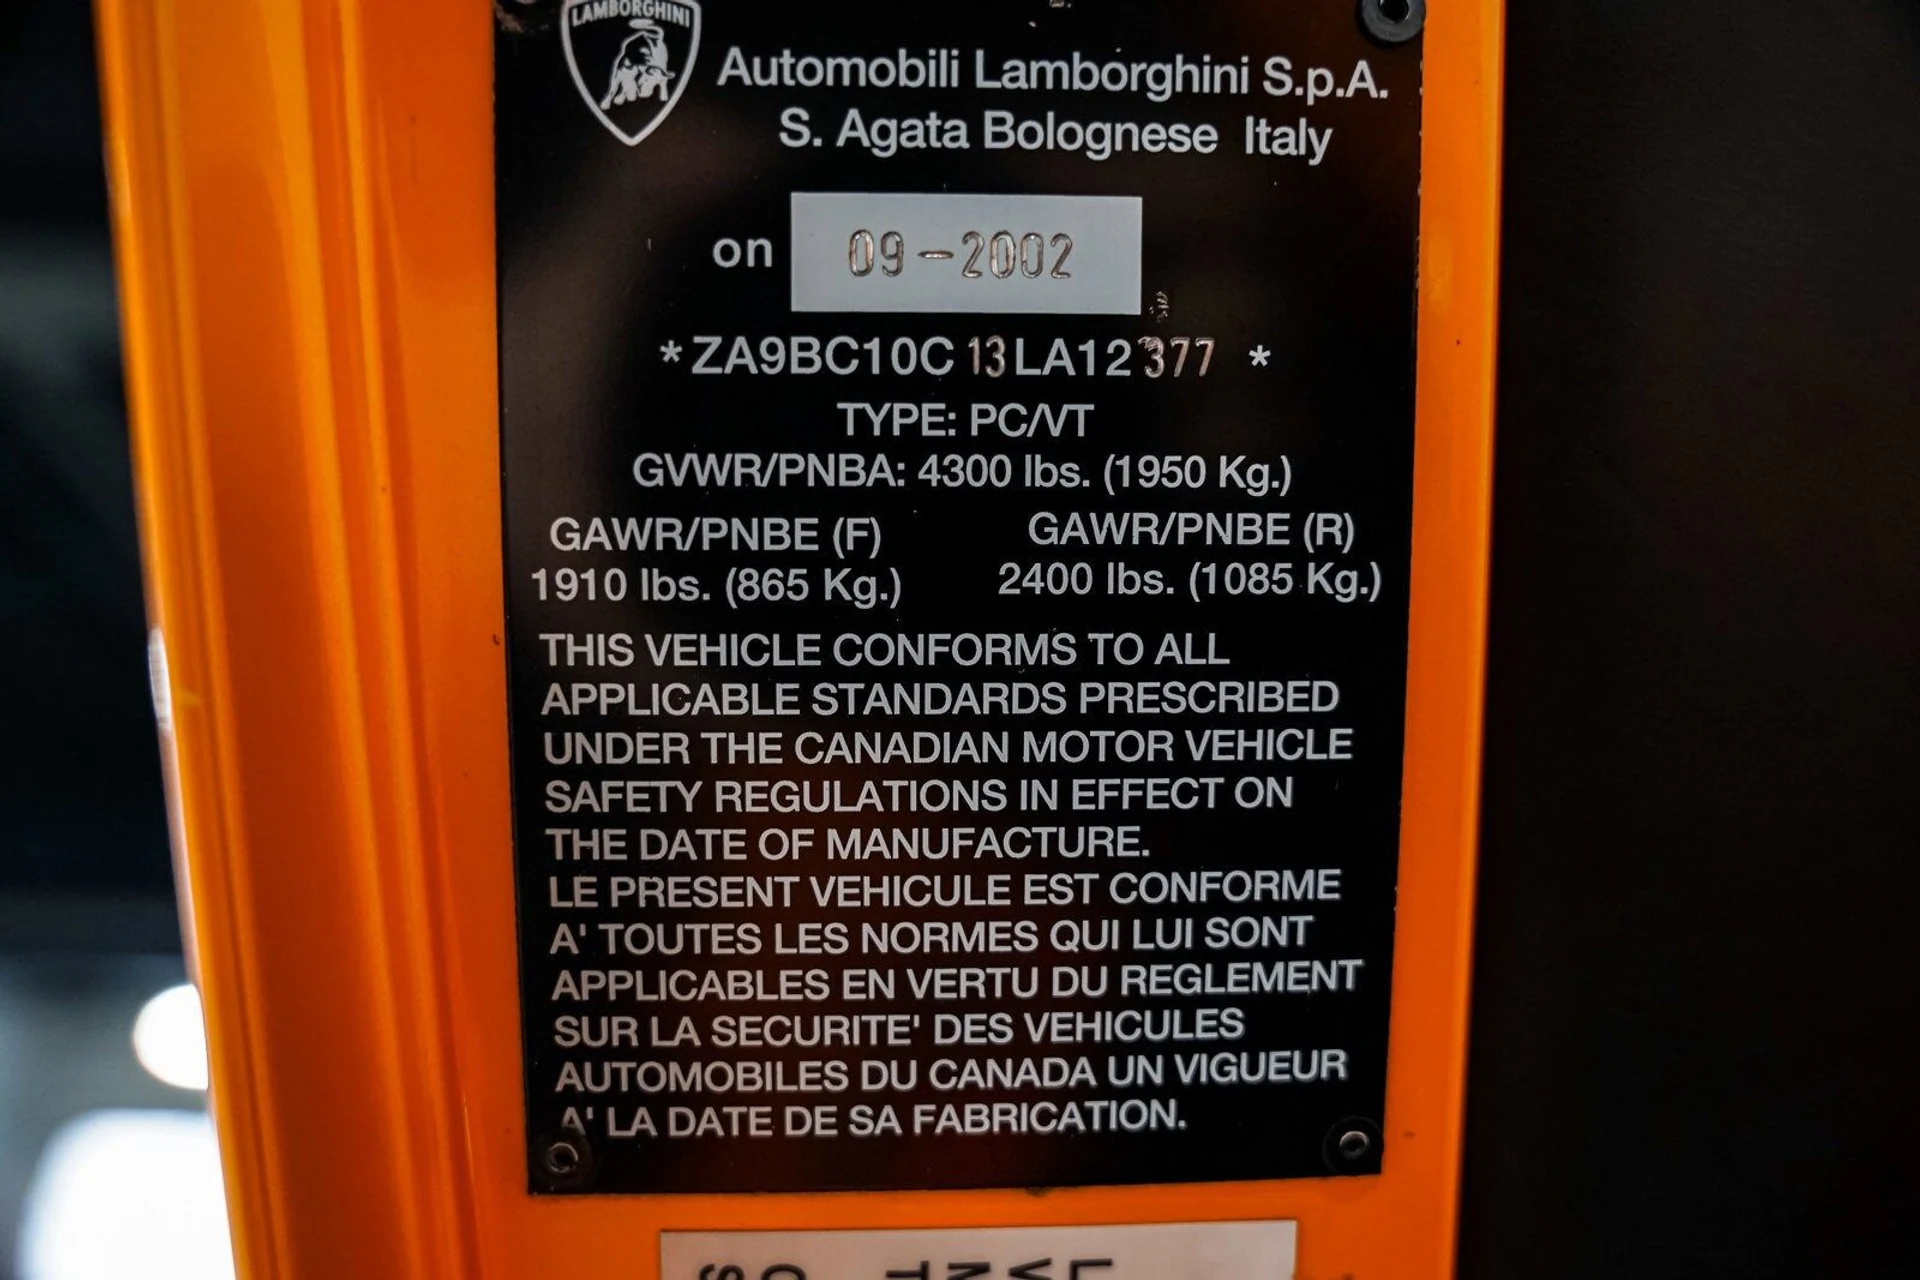 LAMBORGHINI
Automobili Lamborghini S.p.A.
S. Agata Bolognese Italy
on 09-2002
*ZA9BC10C13LA12377 *
TYPE: PC/VT
GVWR/PNBA: 4300 lbs. (1950 Kg.)
GAWR/PNBE (F) GAWR/PNBE (R)
1910 lbs. (865 Kg.) 2400 lbs. (1085 Kg.)
THIS VEHICLE CONFORMS TO ALL
APPLICABLE STANDARDS PRESCRIBED
UNDER THE CANADIAN MOTOR VEHICLE
SAFETY REGULATIONS IN EFFECT ON
THE DATE OF MANUFACTURE.
LE PRESENT VEHICULE EST CONFORME
A' TOUTES LES NORMES QUI LUI SONT
APPLICABLES EN VERTU DU REGLEMENT
SUR LA SECURITE' DES VEHICULES
AUTOMOBILES DU CANADA UN VIGUEUR
A' LA DATE DE SA FABRICATION.